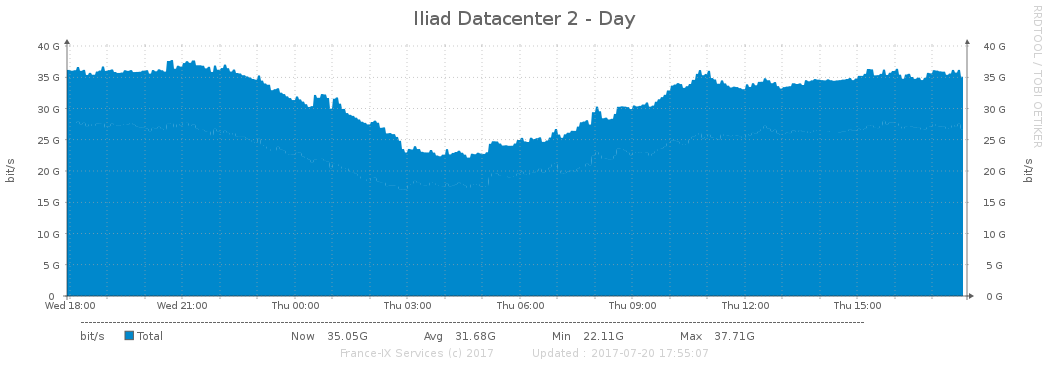 Iliad Datacenter 2 - Day
RRDTOOL / TOBI OETIKER
40 G 40 G
35 G 35 G
30 G 30 G
25 G 25 G
20 G 20 G
15 G 15 G
10 G 10 G
5 G 5 G
0 0 G
bit/s bit/s
Wed 18:00 Wed 21:00 Thu 00:00 Thu 03:00 Thu 06:00 Thu 09:00 Thu 12:00 Thu 15:00
bit/s Total Now 35.05G Avg 31.68G Min 22.11G Max 37.71G
France-IX Services (c) 2017 Updated : 2017-07-20 17:55:07